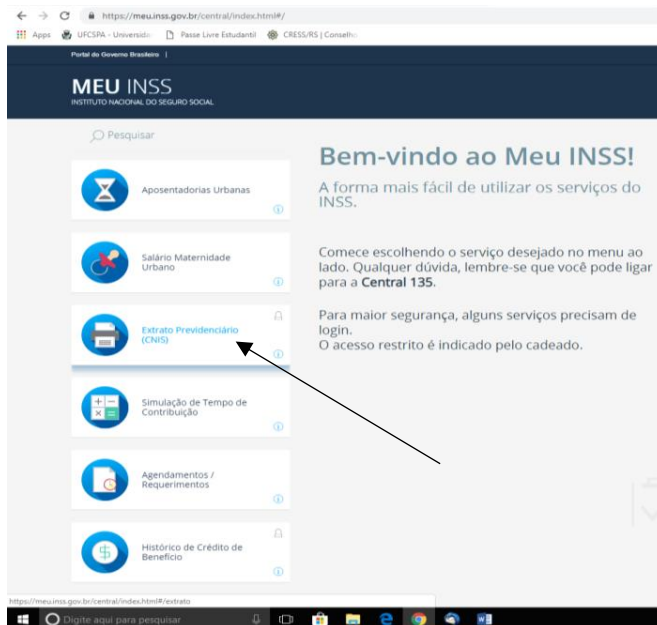 https://meu.inss.gov.br/central/index.html#/
Apps UFCSPA - Universida Passe Livre Estudantil CRESS/RS | Conselho
Portal do Governo Brasileiro |
MEU INSS
INSTITUTO NACIONAL DO SEGURO SOCIAL
Pesquisar
Aposentadorias Urbanas
Salário Maternidade
Urbano
Extrato Previdenciário
(CNIS)
Simulação de Tempo de
Contribuição
Agendamentos /
Requerimentos
Histórico de Crédito de
Benefício
Bem-vindo ao Meu INSS!
A forma mais fácil de utilizar os serviços do
INSS.
Comece escolhendo o serviço desejado no menu ao
lado. Qualquer dúvida, lembre-se que você pode ligar
para a Central 135.
Para maior segurança, alguns serviços precisam de
login.
O acesso restrito é indicado pelo cadeado.
https://meu.inss.gov.br/central/index.html#/extrato
Digite aqui para pesquisar